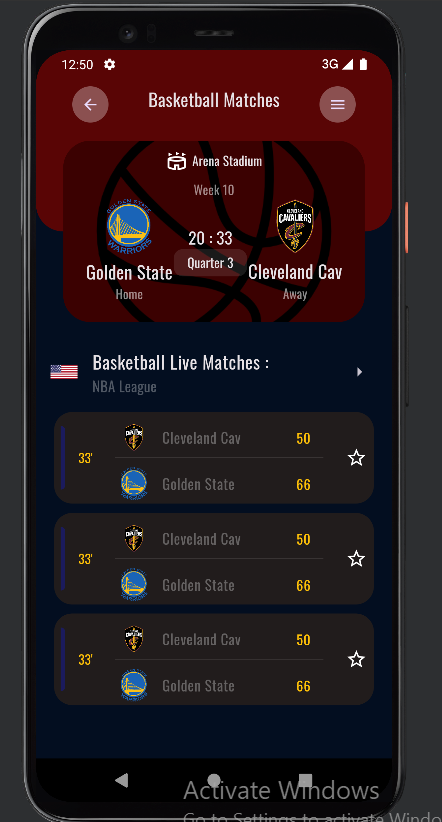 12:50 3G
Basketball Matches
Arena Stadium
Week 10
GOLDEN STATE
WARRIORS
CAVALIERS
20 : 33
Quarter 3
Golden State
Cleveland Cav
Home
Away
Basketball Live Matches :
NBA League
33'
Cleveland Cav 50
Golden State 66
33'
Cleveland Cav 50
Golden State 66
33'
Cleveland Cav 50
Golden State 66
Activate Windows
Go to Settings to activate Windo